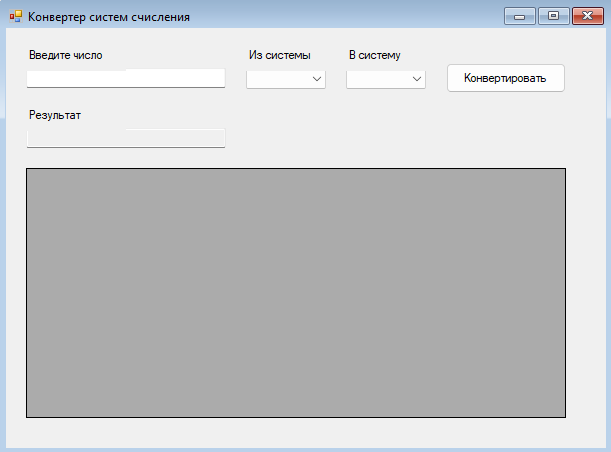 Конвертер систем счисления
Введите число
Из системы
В систему
Конвертировать
Результат